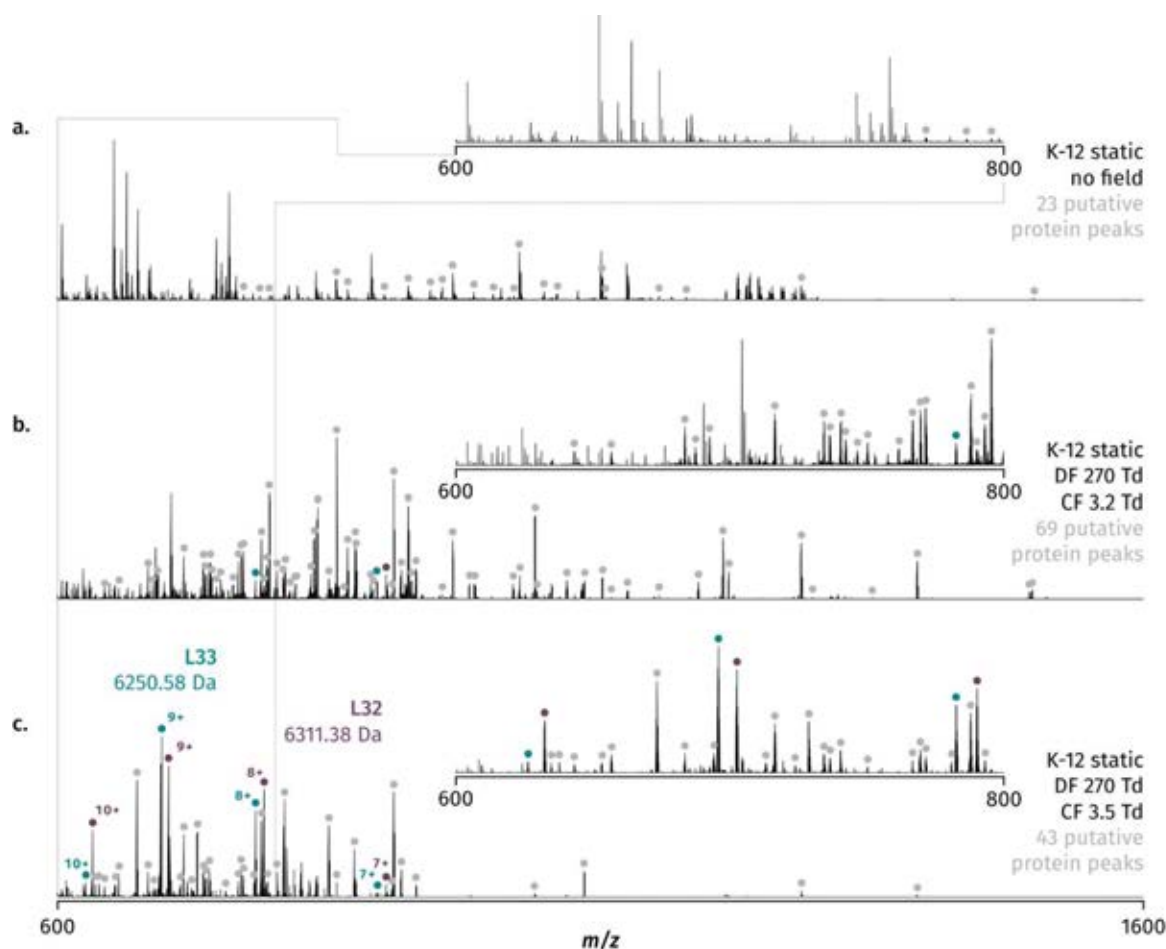 a.
600
800
K-12 static
no field
23 putative
protein peaks
b.
600
800
K-12 static
DF 270 Td
CF 3.2 Td
69 putative
protein peaks
c.
L33
6250.58 Da
L32
6311.38 Da
9+
9+
8+
8+
10+
10+
7+
7+
600
800
K-12 static
DF 270 Td
CF 3.5 Td
43 putative
protein peaks
600
m/z
1600